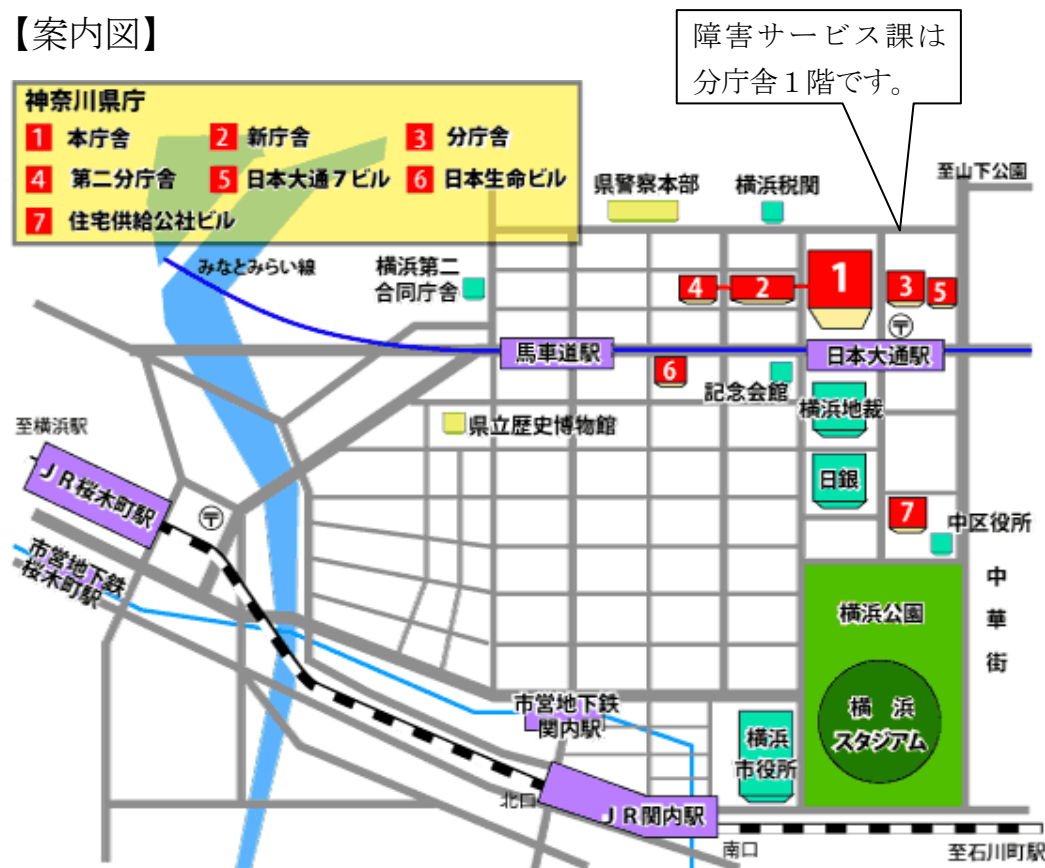 【案内図】
障害サービス課は
分庁舎1階です。
神奈川県庁
1 本庁舎
2 新庁舎
3 分庁舎
4 第二分庁舎
5 日本大通7ビル
6 日本生命ビル
7 住宅供給公社ビル
至山下公園
県警察本部
横浜税関
みなとみらい線
横浜第二
合同庁舎
4
2
1
3
5
〒
馬車道駅
日本大通駅
6
記念会館
横浜地裁
県立歴史博物館
至横浜駅
JR桜木町駅
〒
日銀
7
中区役所
市営地下鉄
桜木町駅
中華街
横浜公園
横浜
スタジアム
市営地下鉄
関内駅
横浜
市役所
北口
JR関内駅
南口
至石川町駅